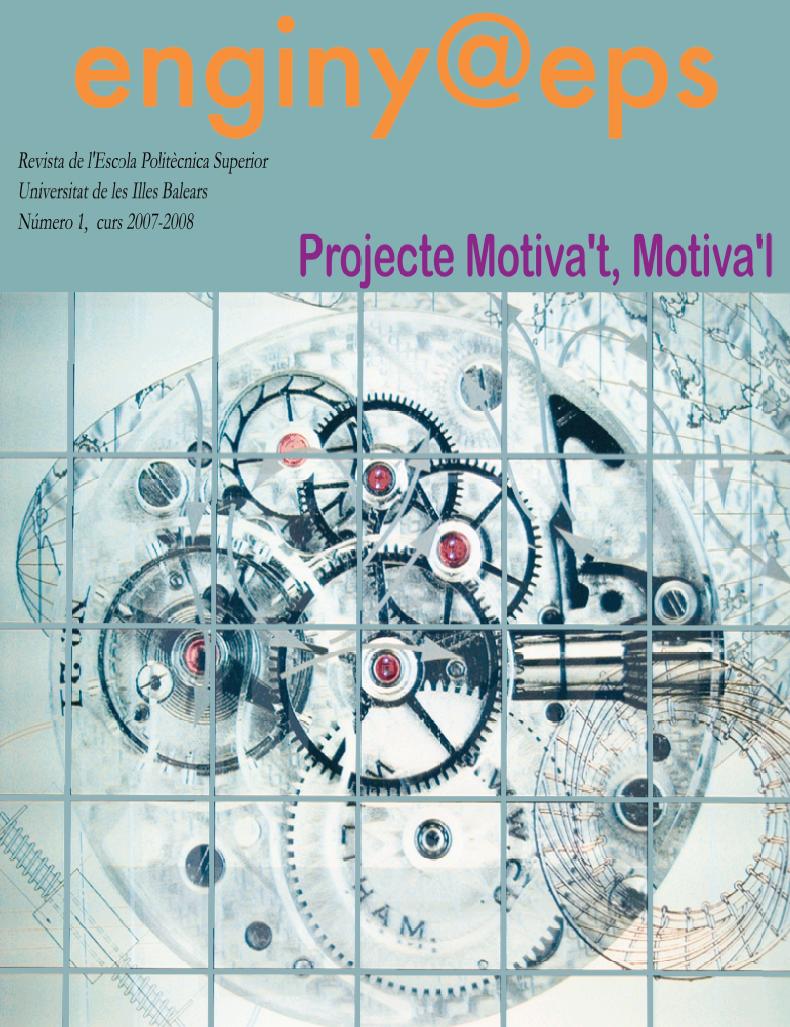 enginy@eps
Revista de l'Escola Politècnica Superior
Universitat de les Illes Balears
Número 1, curs 2007-2008
Projecte Motiva't, Motiva'l
HAM.